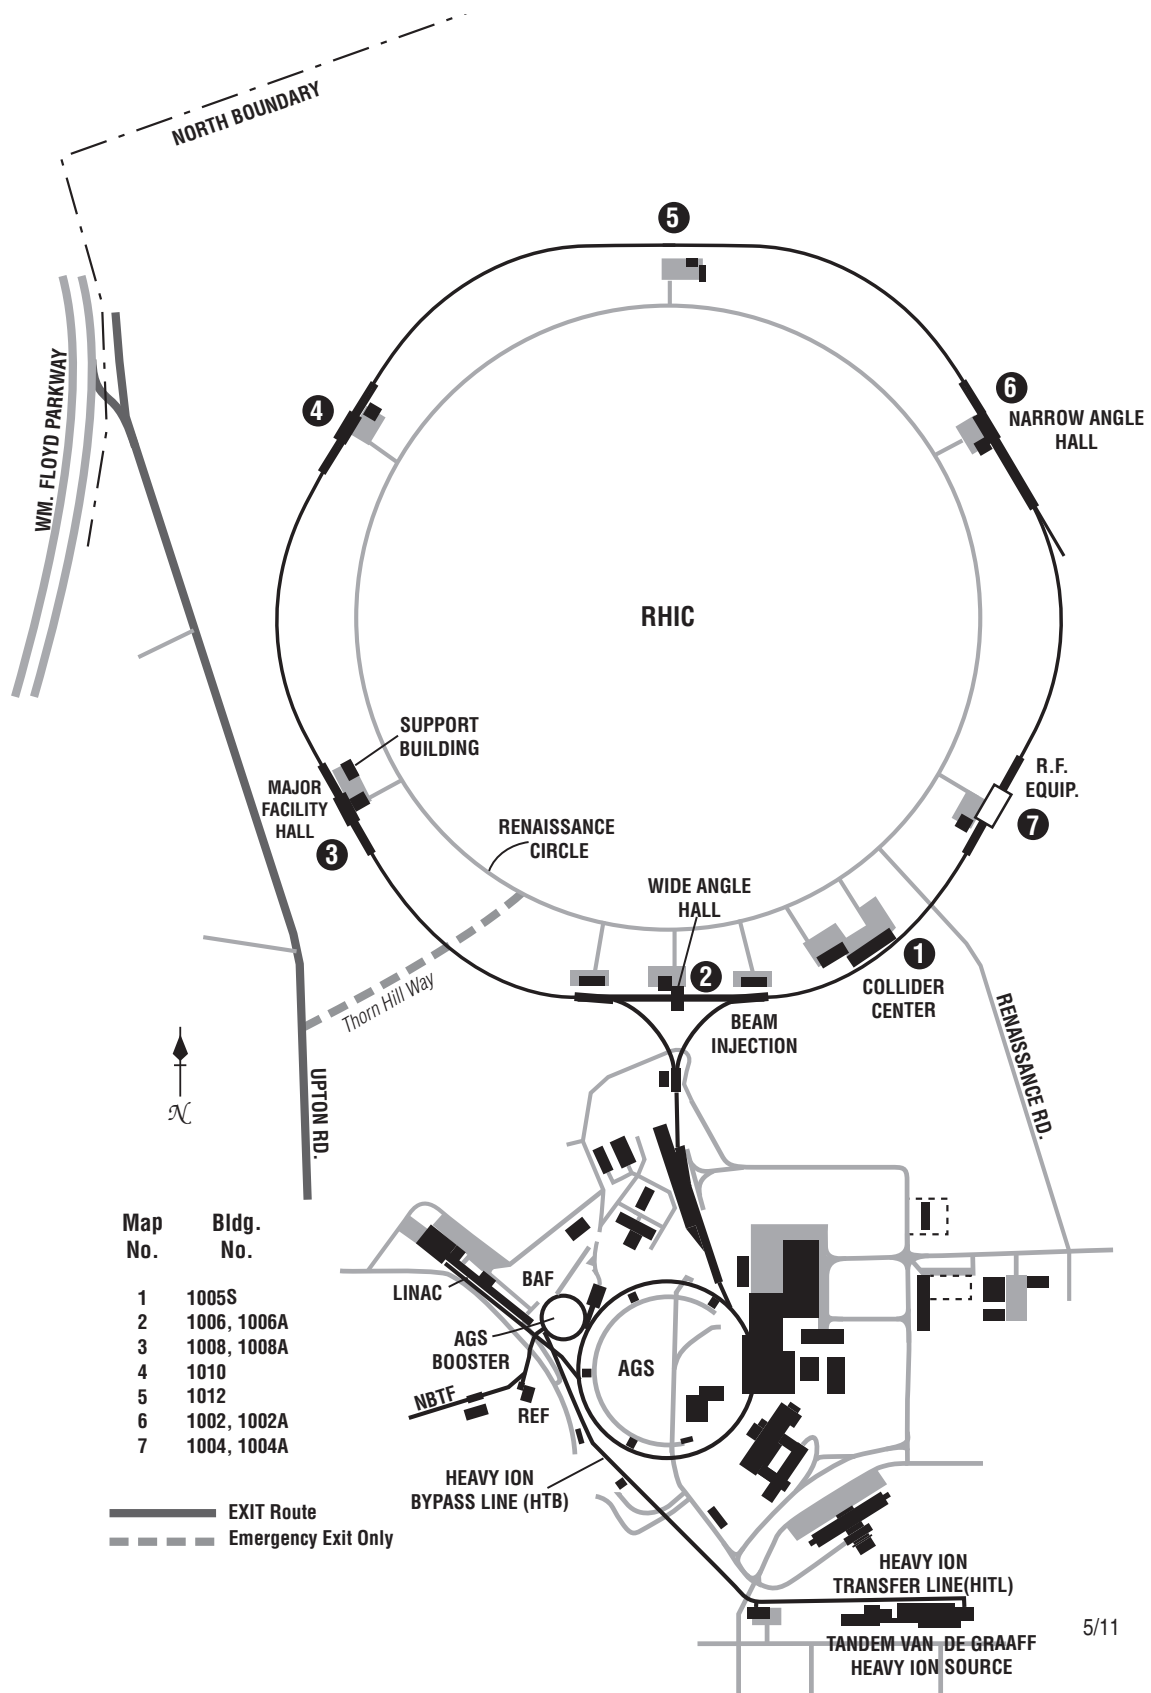 NORTH BOUNDARY
5
WM. FLOYD PARKWAY
4
6
NARROW ANGLE
HALL
RHIC
SUPPORT
BUILDING
MAJOR
FACILITY
HALL
3
R.F.
EQUIP.
7
RENAISSANCE
CIRCLE
WIDE ANGLE
HALL
2
1
COLLIDER
CENTER
Thorn Hill Way
BEAM
INJECTION
RENAISSANCE RD.
N
UPTON RD.
Map Bldg.
No. No.
1 1005S
2 1006, 1006A
3 1008, 1008A
4 1010
5 1012
6 1002, 1002A
7 1004, 1004A
LINAC
BAF
AGS
BOOSTER
AGS
NBTF
REF
HEAVY ION
BYPASS LINE (HTB)
EXIT Route
Emergency Exit Only
HEAVY ION
TRANSFER LINE(HITL)
TANDEM VAN DE GRAAFF
HEAVY ION SOURCE
5/11